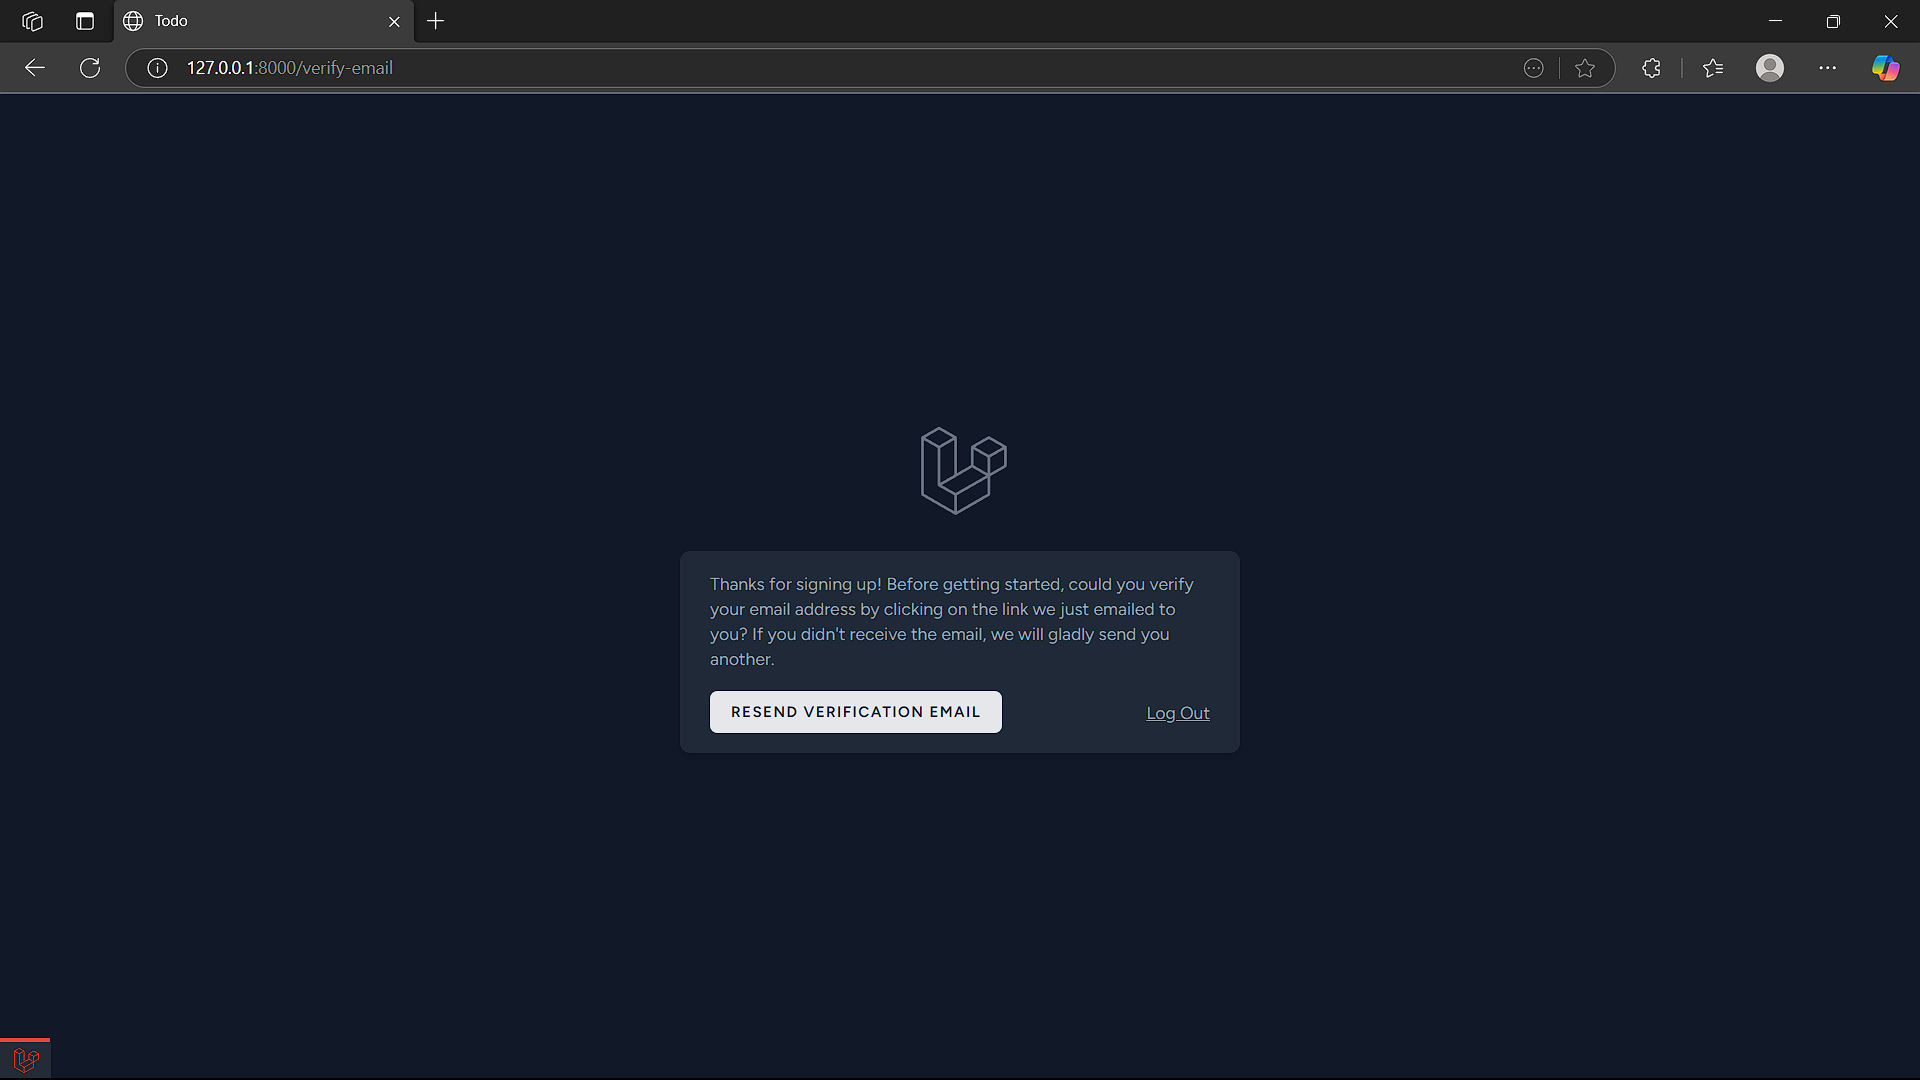 Todo
127.0.0.1:8000/verify-email
Thanks for signing up! Before getting started, could you verify
your email address by clicking on the link we just emailed to
you? If you didn't receive the email, we will gladly send you
another.
RESEND VERIFICATION EMAIL
Log Out